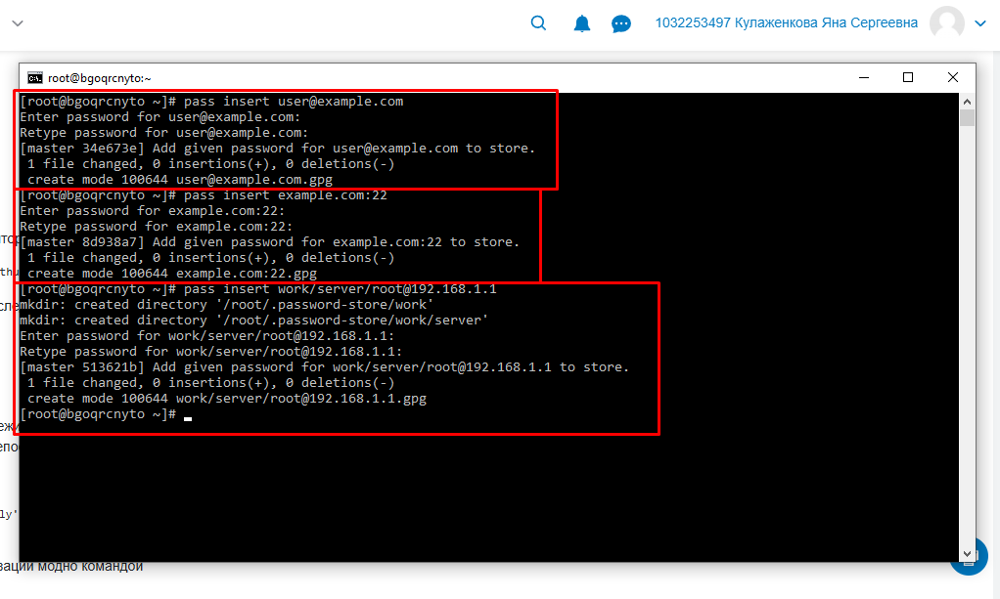 1032253497 Кулаженкова Яна Сергеевна
root@bgoqrcnyto:~
[root@bgoqrcnyto ~]# pass insert user@example.com
Enter password for user@example.com:
Retype password for user@example.com:
[master 34e673e] Add given password for user@example.com to store.
 1 file changed, 0 insertions(+), 0 deletions(-)
 create mode 100644 user@example.com.gpg
[root@bgoqrcnyto ~]# pass insert example.com:22
Enter password for example.com:22:
Retype password for example.com:22:
[master 8d938a7] Add given password for example.com:22 to store.
 1 file changed, 0 insertions(+), 0 deletions(-)
 create mode 100644 example.com:22.gpg
[root@bgoqrcnyto ~]# pass insert work/server/root@192.168.1.1
mkdir: created directory '/root/.password-store/work'
mkdir: created directory '/root/.password-store/work/server'
Enter password for work/server/root@192.168.1.1:
Retype password for work/server/root@192.168.1.1:
[master 513621b] Add given password for work/server/root@192.168.1.1 to store.
 1 file changed, 0 insertions(+), 0 deletions(-)
 create mode 100644 work/server/root@192.168.1.1.gpg
[root@bgoqrcnyto ~]#
ly'
зации модно командой